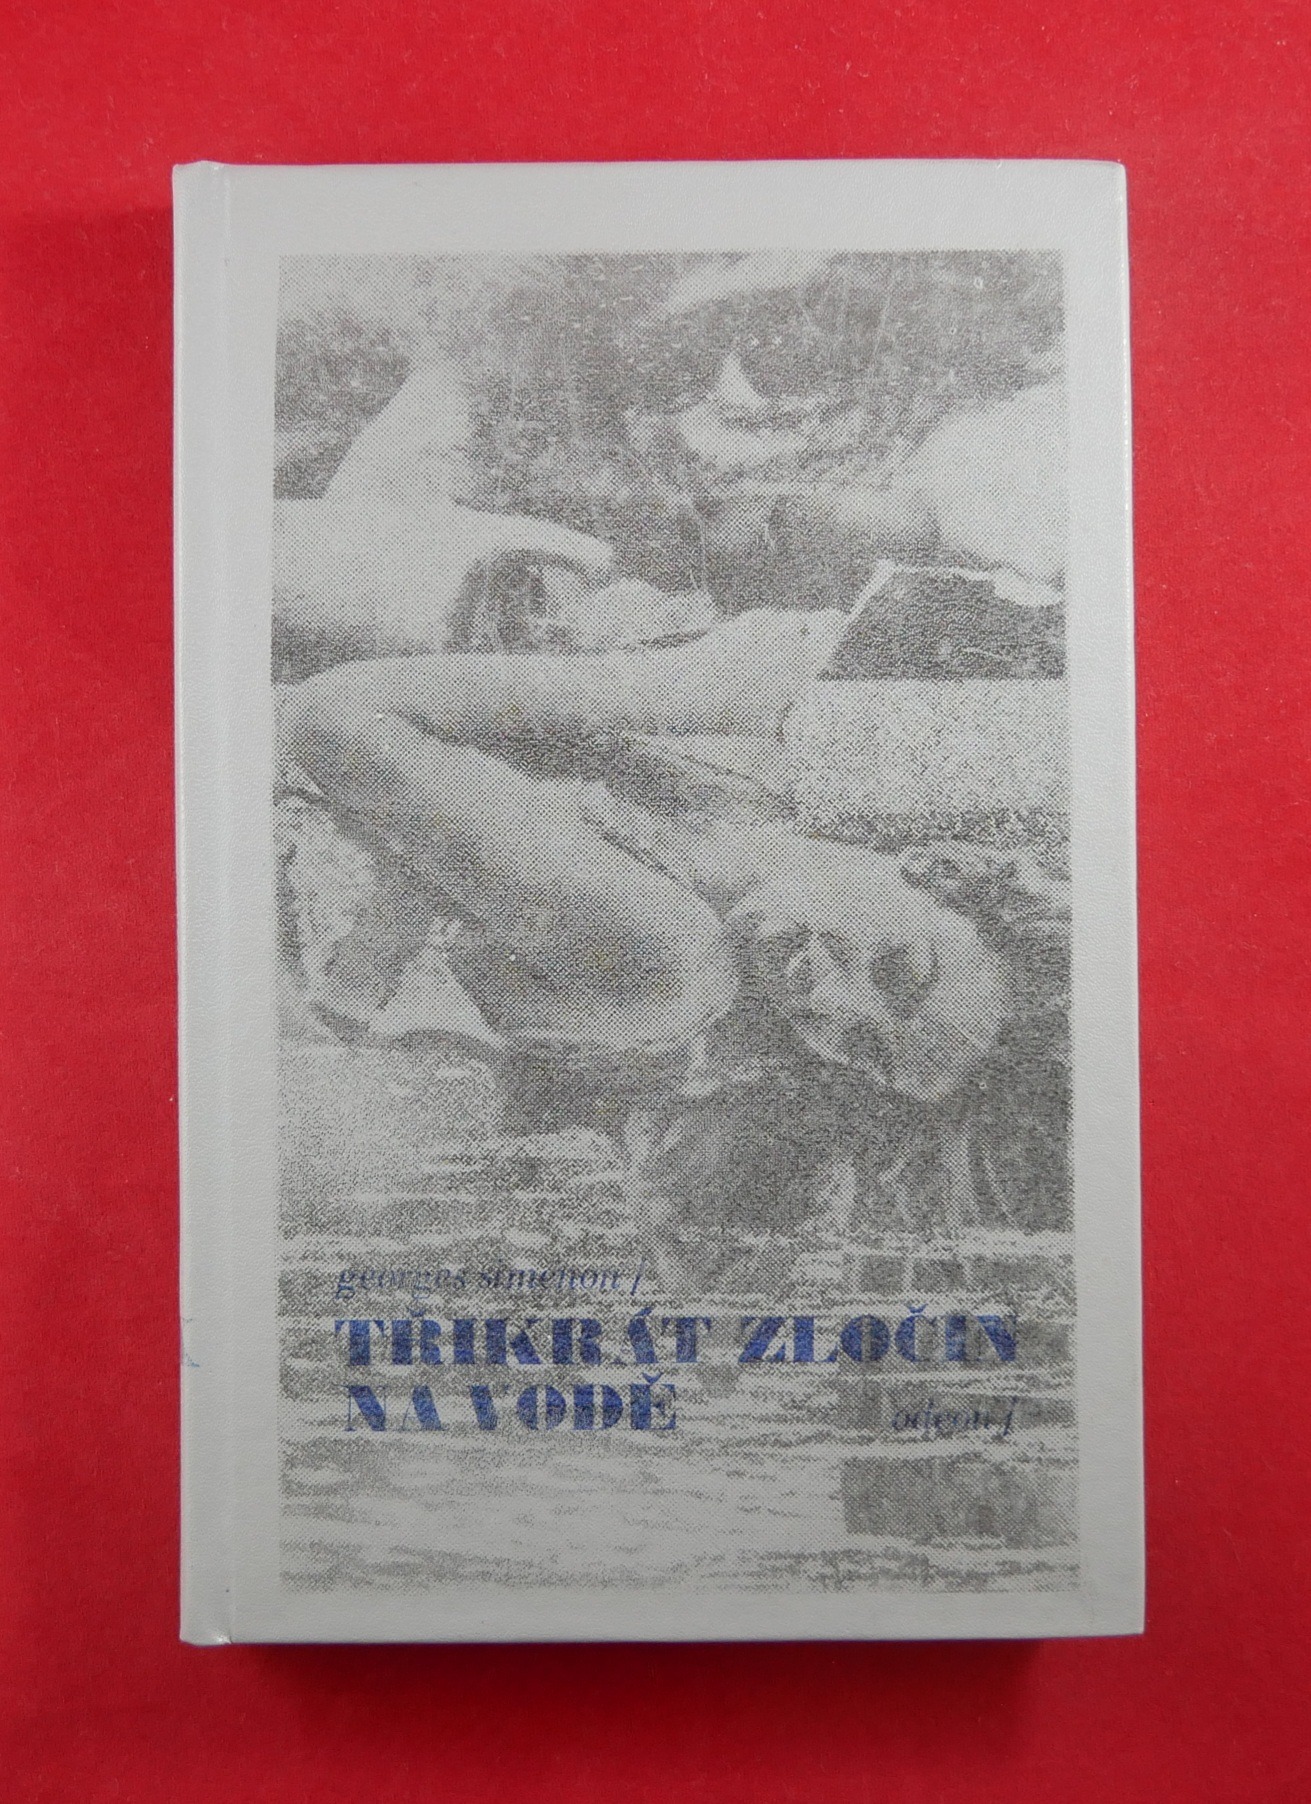 georges simenon /
TŘIKRÁT ZLOČIN
NA VODĚ
odeon /